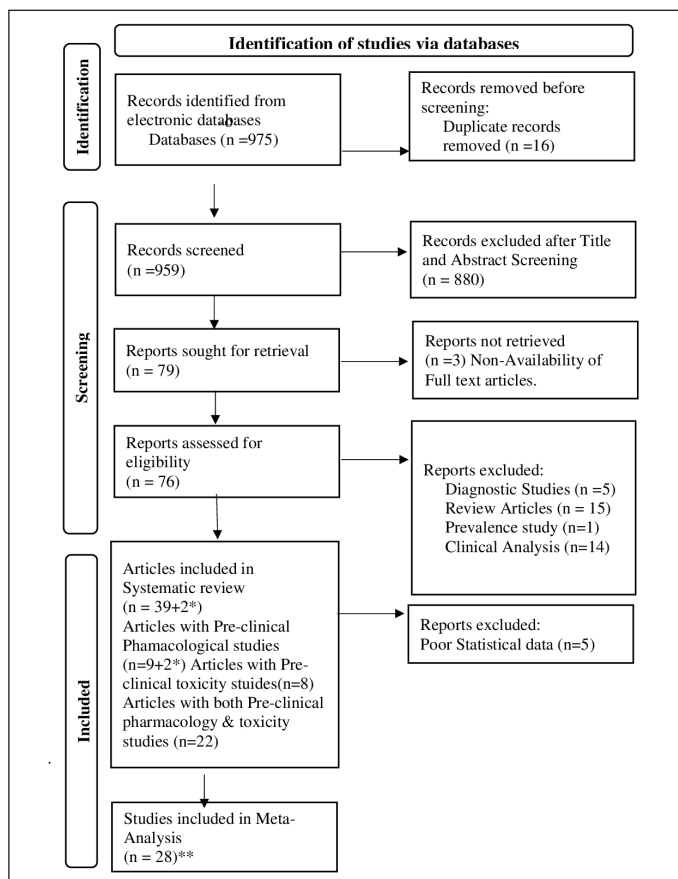 Identification of studies via databases
Identification
Records identified from
electronic databases
Databases (n =975)
Records removed before
screening:
Duplicate records
removed (n =16)
Screening
Records screened
(n =959)
Records excluded after Title
and Abstract Screening
(n = 880)
Reports sought for retrieval
(n = 79)
Reports not retrieved
(n =3) Non-Availability of
Full text articles.
Reports assessed for
eligibility
(n = 76)
Reports excluded:
Diagnostic Studies (n =5)
Review Articles (n = 15)
Prevalence study (n=1)
Clinical Analysis (n=14)
Included
Articles included in
Systematic review
(n = 39+2*)
Articles with Pre-clinical
Phamacological studies
(n=9+2*) Articles with Pre-
clinical toxicity stuides(n=8)
Articles with both Pre-clinical
pharmacology & toxicity
studies (n=22)
Reports excluded:
Poor Statistical data (n=5)
Studies included in Meta-
Analysis
(n = 28)**